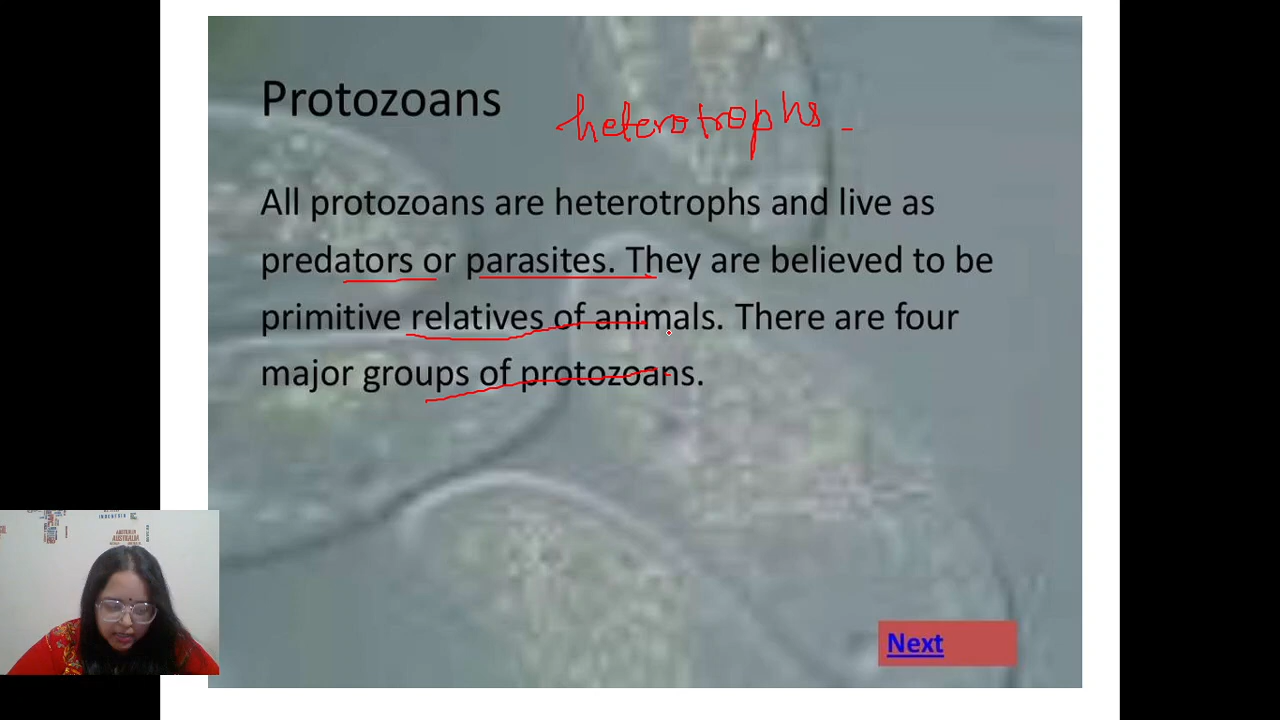 Protozoans
heterotrophs -
All protozoans are heterotrophs and live as
predators or parasites. They are believed to be
primitive relatives of animals. There are four
major groups of protozoans.
Next
AUSTRALIA